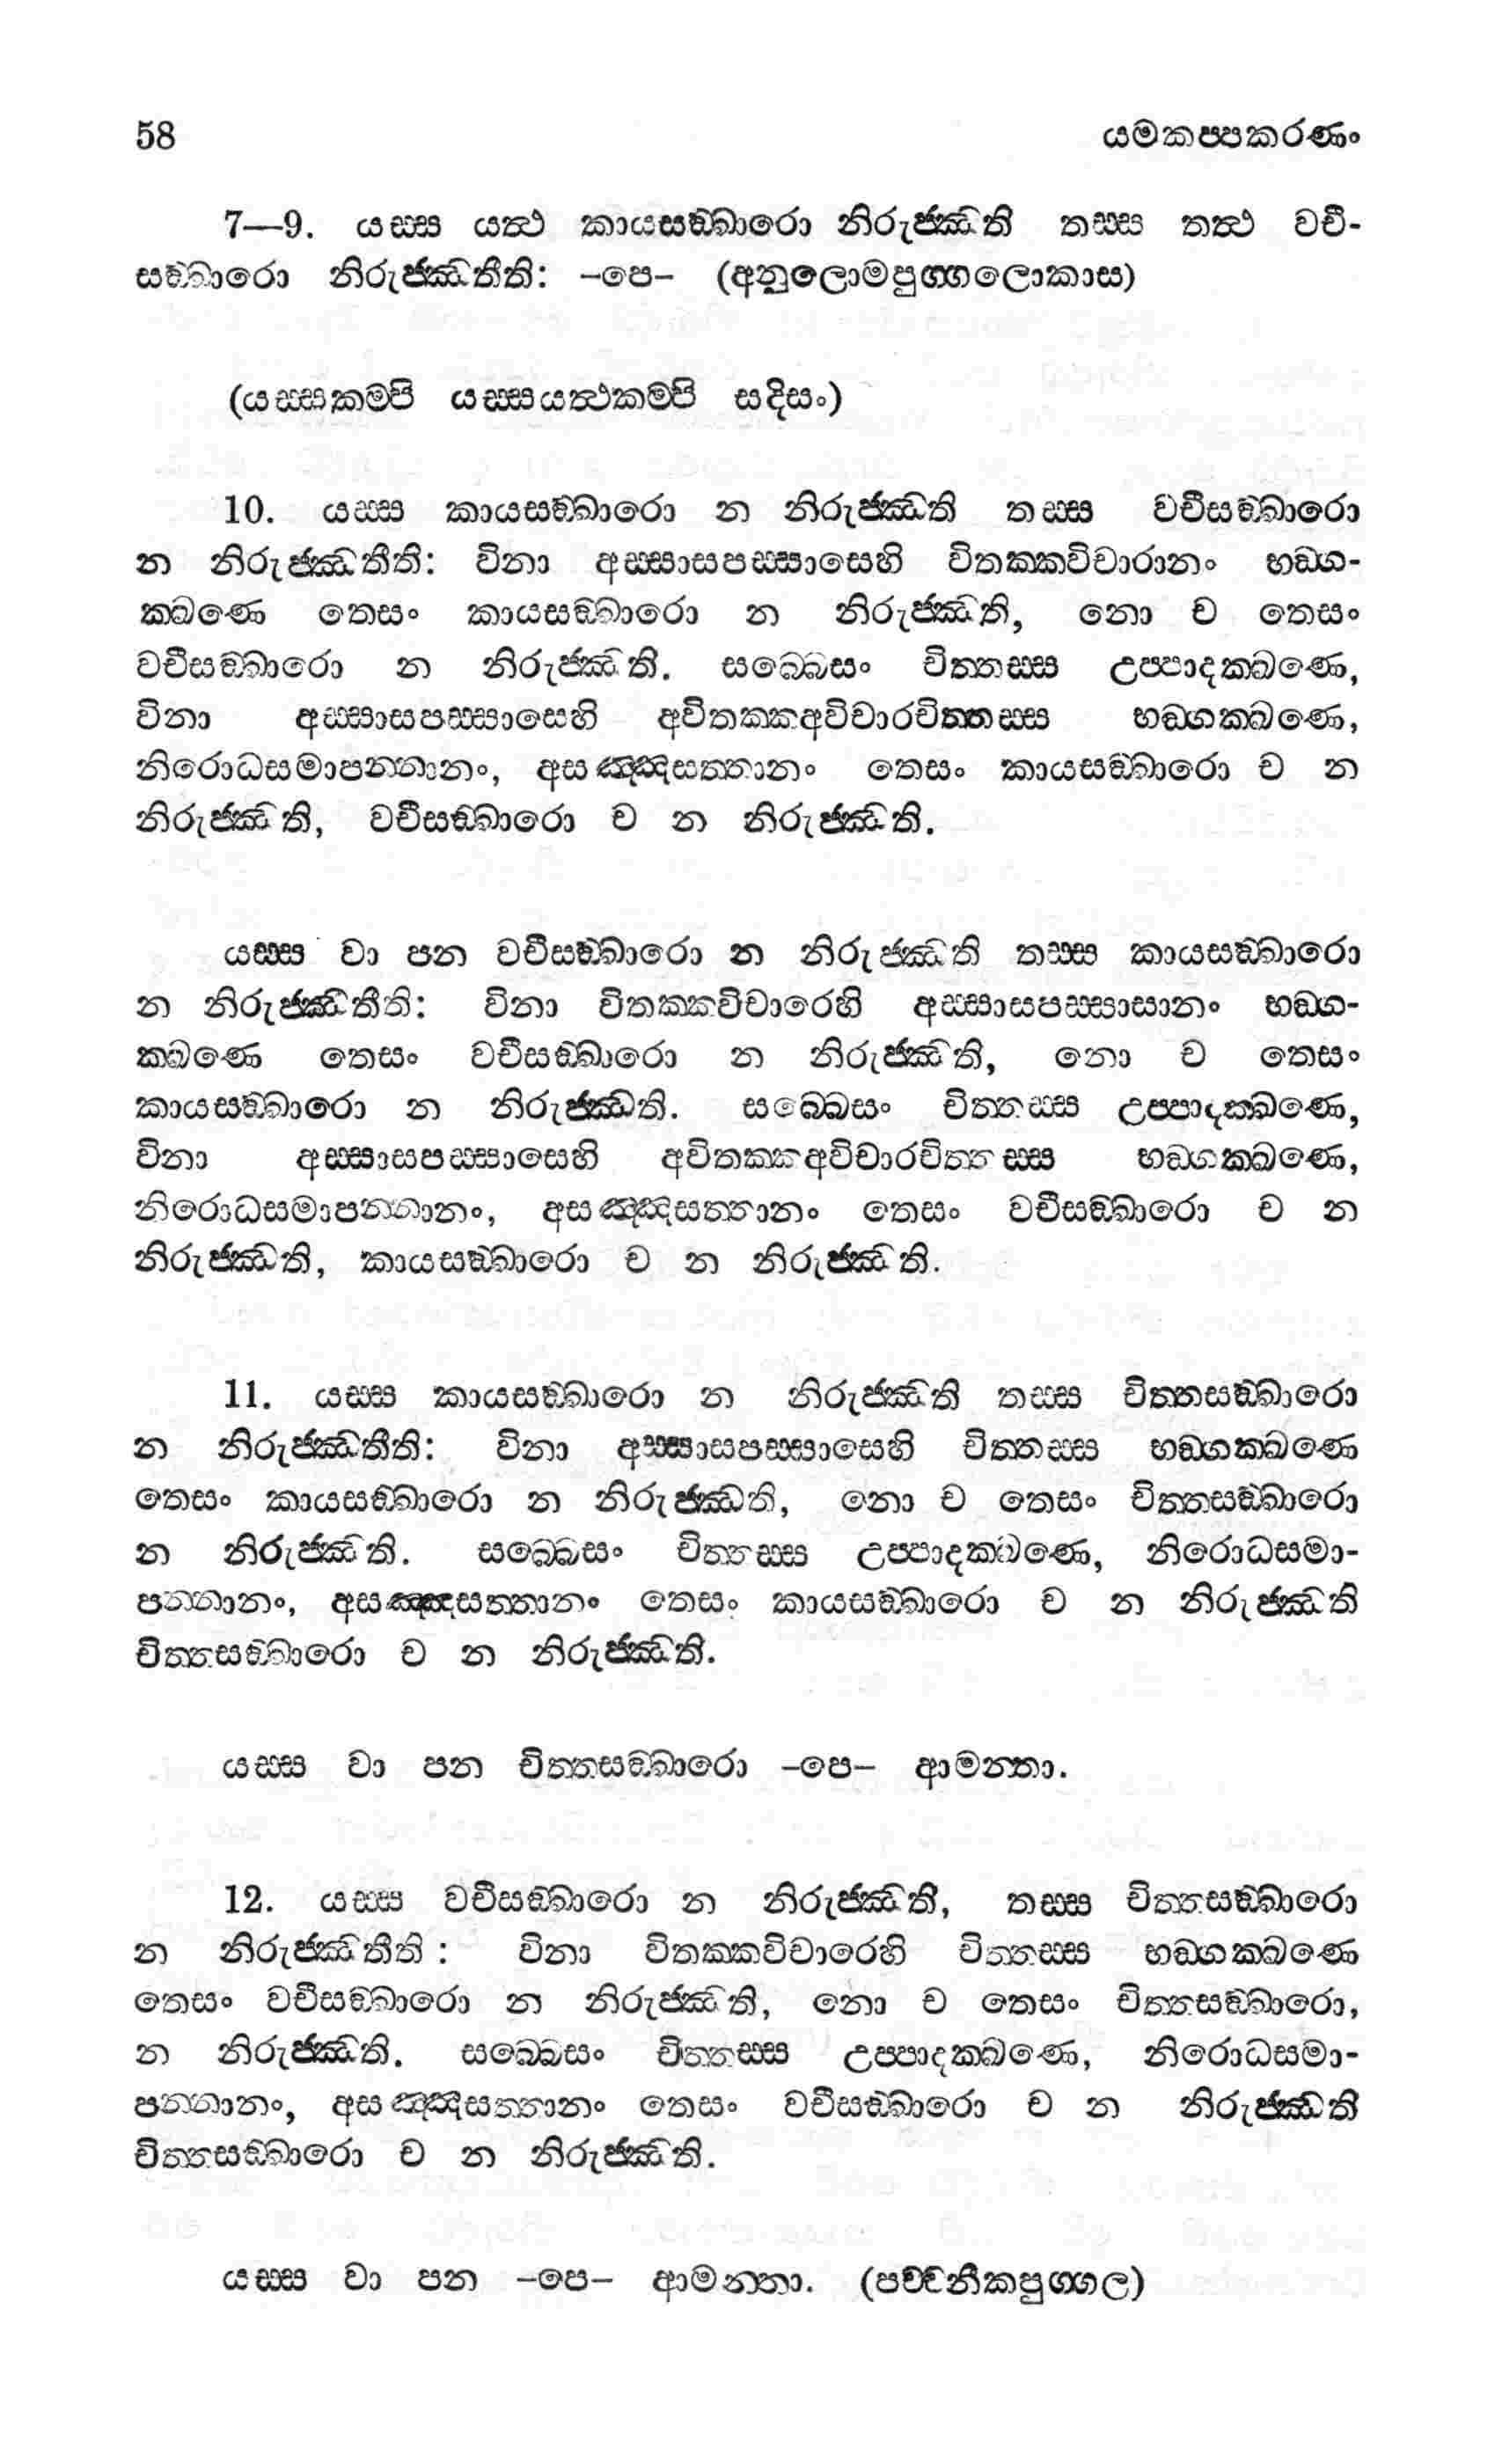 58 යමකප්පකරණං
7—9. යස්ස යත්ථ කායසඞ්ඛාරො නිරුජ්ඣති තස්ස තත්ථ වචී-
සඞ්ඛාරො නිරුජ්ඣතීති: –පෙ– (අනුලොමපුග්ගලොකාස)
(යස්සකම්පි යස්සයත්ථකම්පි සදිසං)
10. යස්ස කායසඞ්ඛාරො න නිරුජ්ඣති තස්ස වචීසඞ්ඛාරො
න නිරුජ්ඣතීති: විනා අස්සාසපස්සාසෙහි විතක්කවිචාරානං භඞ්ග-
ක්ඛණෙ තෙසං කායසඞ්ඛාරො න නිරුජ්ඣති, නො ච තෙසං
වචීසඞ්ඛාරො න නිරුජ්ඣති. සබ්බෙසං චිත්තස්ස උප්පාදක්ඛණෙ,
විනා අස්සාසපස්සාසෙහි අවිතක්කඅවිචාරචිත්තස්ස භඞ්ගක්ඛණෙ,
නිරොධසමාපන්නානං, අසඤ්ඤසත්තානං තෙසං කායසඞ්ඛාරො ච න
නිරුජ්ඣති, වචීසඞ්ඛාරො ච න නිරුජ්ඣති.
යස්ස වා පන වචීසඞ්ඛාරො න නිරුජ්ඣති තස්ස කායසඞ්ඛාරො
න නිරුජ්ඣතීති: විනා විතක්කවිචාරෙහි අස්සාසපස්සාසානං භඞ්ග-
ක්ඛණෙ තෙසං වචීසඞ්ඛාරො න නිරුජ්ඣති, නො ච තෙසං
කායසඞ්ඛාරො න නිරුජ්ඣති. සබ්බෙසං චිත්තස්ස උප්පාදක්ඛණෙ,
විනා අස්සාසපස්සාසෙහි අවිතක්කඅවිචාරචිත්තස්ස භඞ්ගක්ඛණෙ,
නිරොධසමාපන්නානං, අසඤ්ඤසත්තානං තෙසං වචීසඞ්ඛාරො ච න
නිරුජ්ඣති, කායසඞ්ඛාරො ච න නිරුජ්ඣති.
11. යස්ස කායසඞ්ඛාරො න නිරුජ්ඣති තස්ස චිත්තසඞ්ඛාරො
න නිරුජ්ඣතීති: විනා අස්සාසපස්සාසෙහි චිත්තස්ස භඞ්ගක්ඛණෙ
තෙසං කායසඞ්ඛාරො න නිරුජ්ඣති, නො ච තෙසං චිත්තසඞ්ඛාරො
න නිරුජ්ඣති. සබ්බෙසං චිත්තස්ස උප්පාදක්ඛණෙ, නිරොධසමා-
පන්නානං, අසඤ්ඤසත්තානං තෙසං කායසඞ්ඛාරො ච න නිරුජ්ඣති
චිත්තසඞ්ඛාරො ච න නිරුජ්ඣති.
යස්ස වා පන චිත්තසඞ්ඛාරො –පෙ– ආමන්තා.
12. යස්ස වචීසඞ්ඛාරො න නිරුජ්ඣති, තස්ස චිත්තසඞ්ඛාරො
න නිරුජ්ඣතීති : විනා විතක්කවිචාරෙහි චිත්තස්ස භඞ්ගක්ඛණෙ
තෙසං වචීසඞ්ඛාරො න නිරුජ්ඣති, නො ච තෙසං චිත්තසඞ්ඛාරො,
න නිරුජ්ඣති. සබ්බෙසං චිත්තස්ස උප්පාදක්ඛණෙ, නිරොධසමා-
පන්නානං, අසඤ්ඤසත්තානං තෙසං වචීසඞ්ඛාරො ච න නිරුජ්ඣති
චිත්තසඞ්ඛාරො ච න නිරුජ්ඣති.
යස්ස වා පන –පෙ– ආමන්තා. (පච්චනීකපුග්ගල)